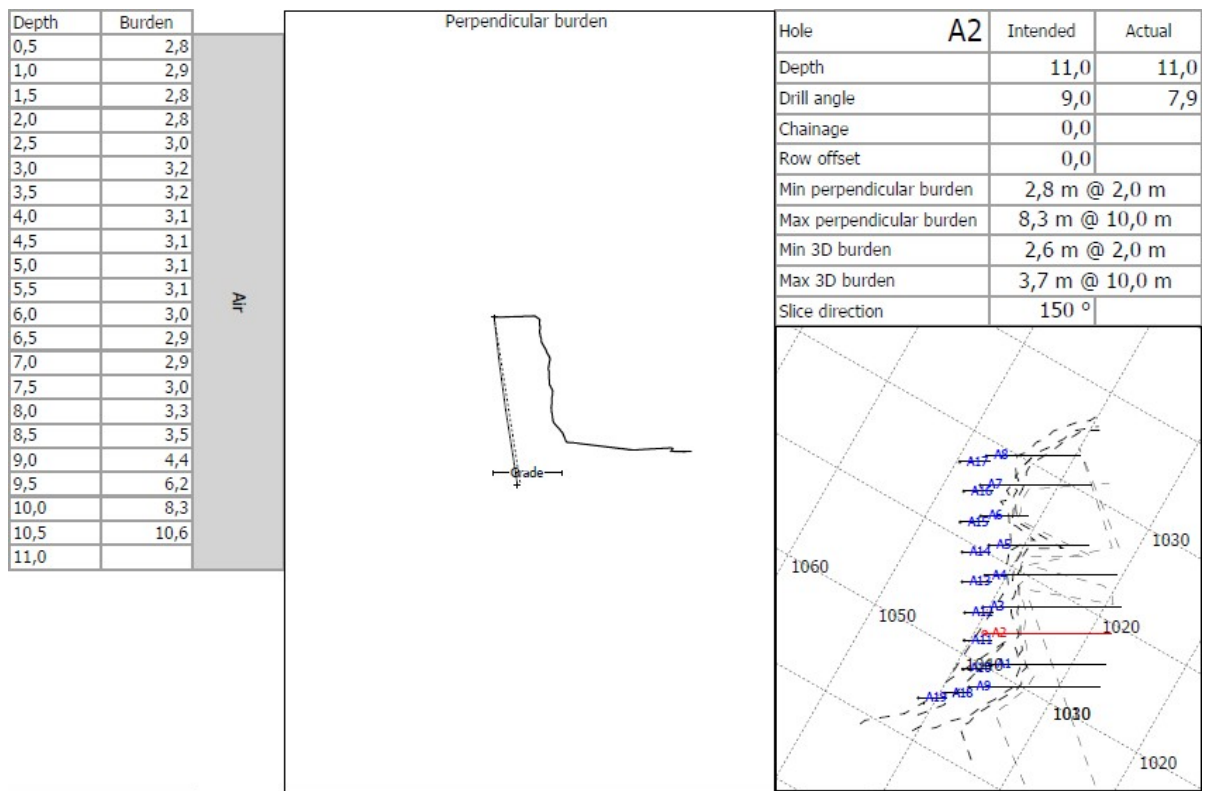 Depth Burden
0,5 2,8
1,0 2,9
1,5 2,8
2,0 2,8
2,5 3,0
3,0 3,2
3,5 3,2
4,0 3,1
4,5 3,1
5,0 3,1
5,5 3,1
6,0 3,0
6,5 2,9
7,0 2,9
7,5 3,0
8,0 3,3
8,5 3,5
9,0 4,4
9,5 6,2
10,0 8,3
10,5 10,6
11,0
Air
Perpendicular burden
Grade
Hole A2 Intended Actual
Depth 11,0 11,0
Drill angle 9,0 7,9
Chainage 0,0
Row offset 0,0
Min perpendicular burden 2,8 m @ 2,0 m
Max perpendicular burden 8,3 m @ 10,0 m
Min 3D burden 2,6 m @ 2,0 m
Max 3D burden 3,7 m @ 10,0 m
Slice direction 150 º
A17 A8
A16 A7
A15 A6
1030
A14 A5
1060
A13 A4
1050
A12 A3
1020
A11 A2
A1
A19 A18 A9
1020